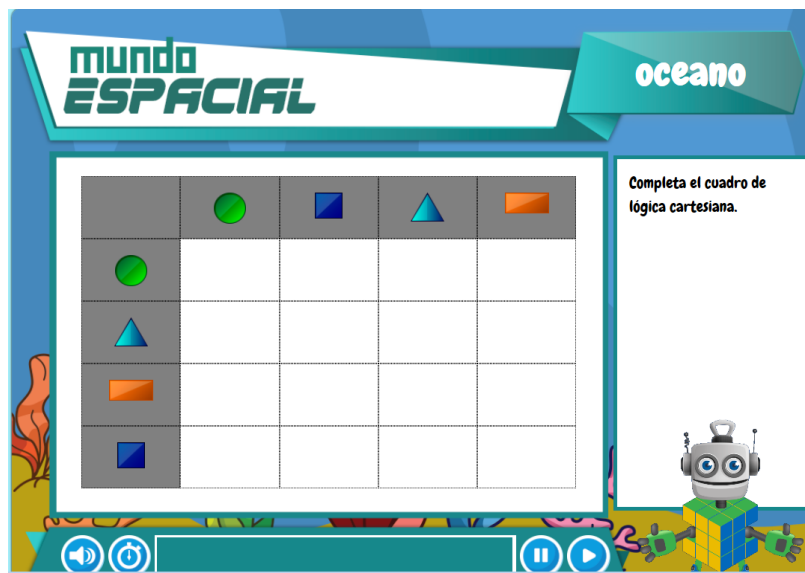 mundo
ESPACIAL
oceano
Completa el cuadro de
lógica cartesiana.